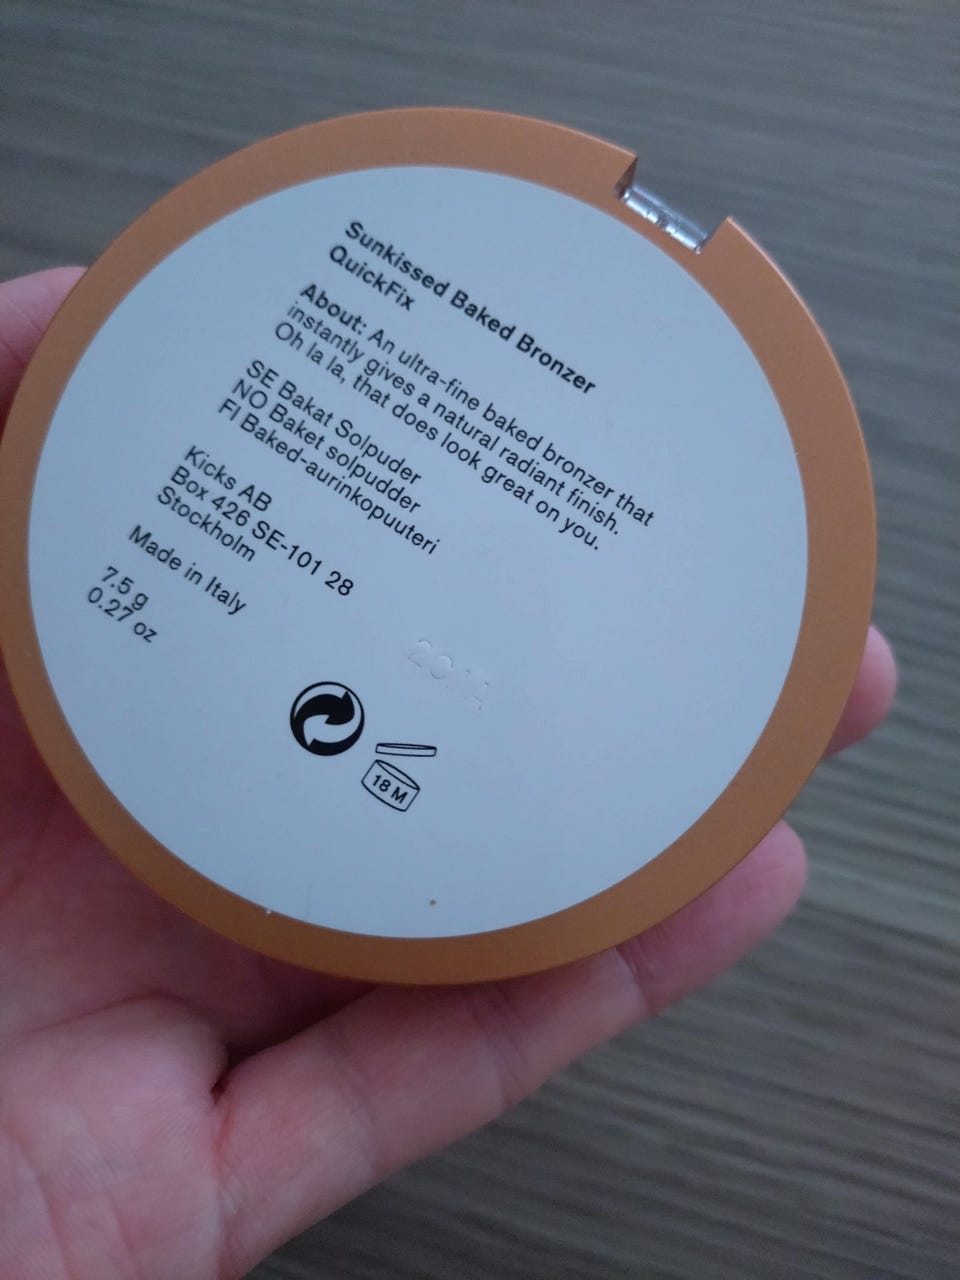 Sunkissed Baked Bronzer
QuickFix
About: An ultra-fine baked bronzer that
instantly gives a natural radiant finish.
Oh la la, that does look great on you.
SE Bakat Solpuder
NO Baket solpudder
FI Baked-aurinkopuuteri
Kicks AB
Box 426 SE-101 28
Stockholm
Made in Italy
7.5 g
0.27 oz
18 M